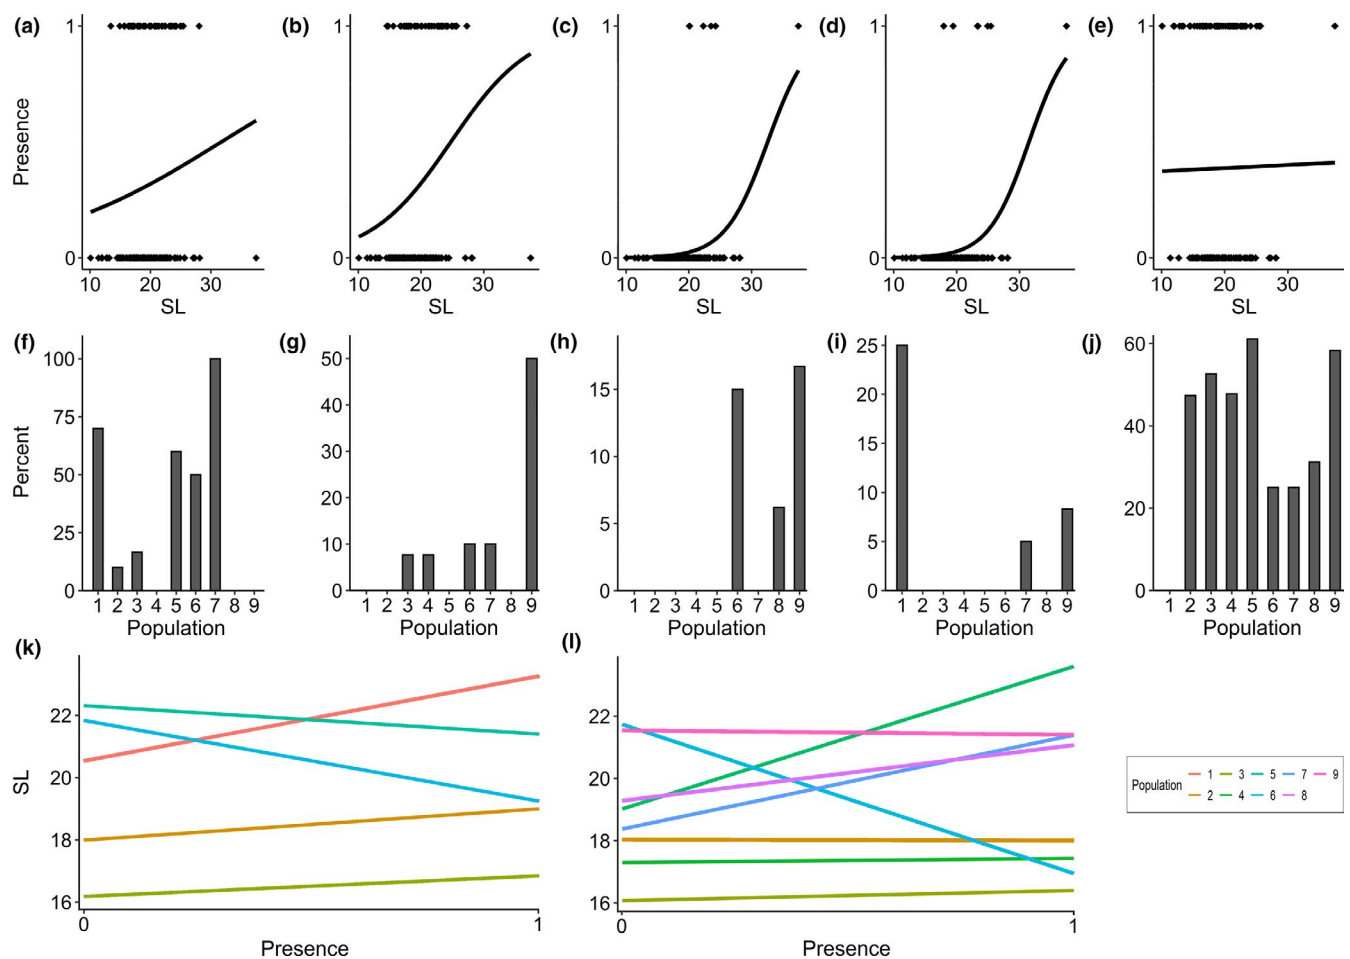 (a) (b) (c) (d) (e)
1 1 1 1 1
Presence
0 0 0 0 0
10 20 30 10 20 30 10 20 30 10 20 30 10 20 30
SL SL SL SL SL
(f) (g) (h) (i) (j)
100 75 50 25 0
50 40 30 20 10 0
15 10 5 0
25 20 15 10 5 0
60 40 20 0
Percent
1 2 3 4 5 6 7 8 9 1 2 3 4 5 6 7 8 9 1 2 3 4 5 6 7 8 9 1 2 3 4 5 6 7 8 9 1 2 3 4 5 6 7 8 9
Population Population Population Population Population
(k) (l)
22 20 18 16
22 20 18 16
SL
0 1 0 1
Presence Presence
Population 1 3 5 7 9
2 4 6 8